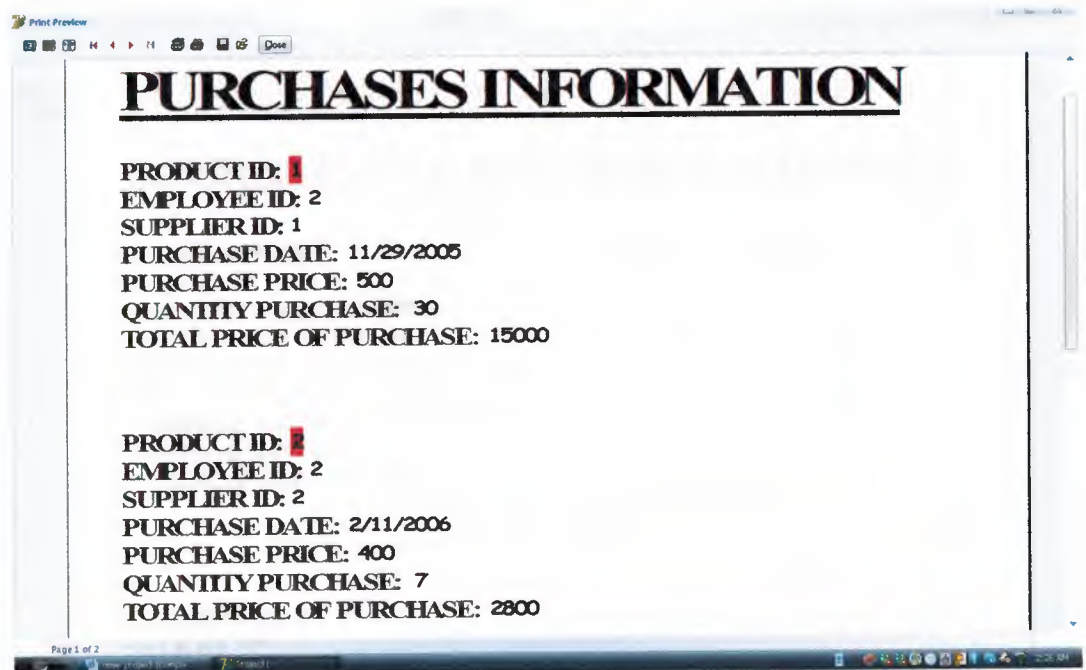 Print Preview
Close
PURCHASES INFORMATION
PRODUCT ID: 1
EMPLOYEE ID: 2
SUPPLIER ID: 1
PURCHASE DATE: 11/29/2005
PURCHASE PRICE: 500
QUANTITY PURCHASE: 30
TOTAL PRICE OF PURCHASE: 15000
PRODUCT ID: 2
EMPLOYEE ID: 2
SUPPLIER ID: 2
PURCHASE DATE: 2/11/2006
PURCHASE PRICE: 400
QUANTITY PURCHASE: 7
TOTAL PRICE OF PURCHASE: 2800
Page 1 of 2